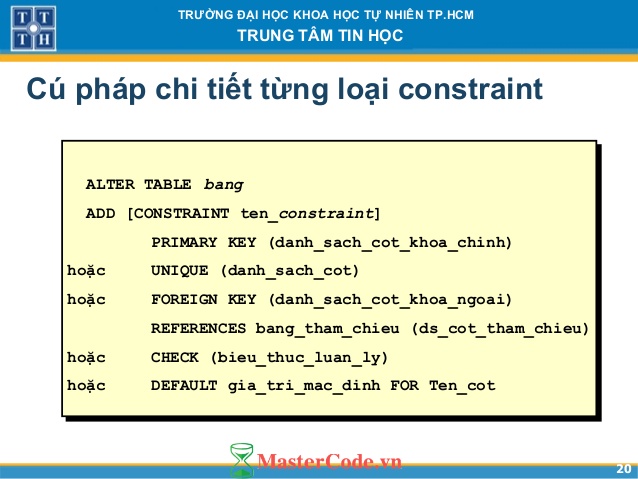 TRƯỜNG ĐẠI HỌC KHOA HỌC TỰ NHIÊN TP.HCM
TRUNG TÂM TIN HỌC
T T
T H
Cú pháp chi tiết từng loại constraint
ALTER TABLE bang
ADD [CONSTRAINT ten_constraint]
PRIMARY KEY (danh_sach_cot_khoa_chinh)
hoặc UNIQUE (danh_sach_cot)
hoặc FOREIGN KEY (danh_sach_cot_khoa_ngoai)
REFERENCES bang_tham_chieu (ds_cot_tham_chieu)
hoặc CHECK (bieu_thuc_luan_ly)
hoặc DEFAULT gia_tri_mac_dinh FOR Ten_cot
MasterCode.vn
20